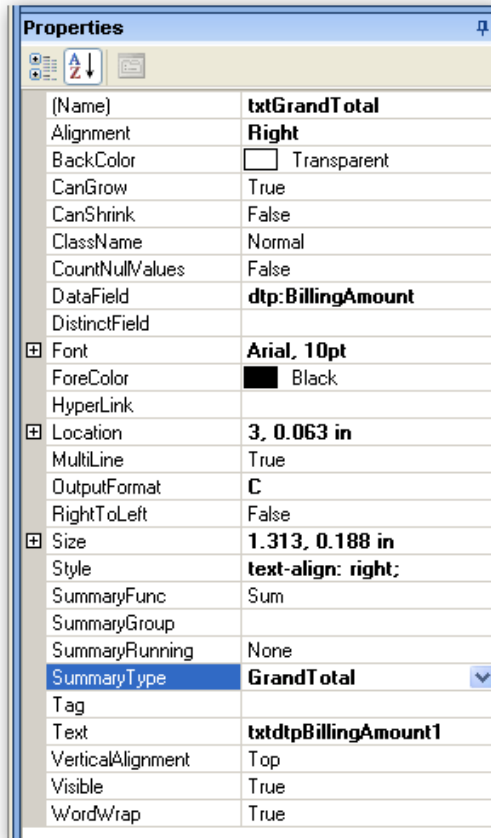 Properties
(Name) txtGrandTotal
Alignment Right
BackColor Transparent
CanGrow True
CanShrink False
ClassName Normal
CountNullValues False
DataField dtp:BillingAmount
DistinctField
Font Arial, 10pt
ForeColor Black
HyperLink
Location 3, 0.063 in
MultiLine True
OutputFormat C
RightToLeft False
Size 1.313, 0.188 in
Style text-align: right;
SummaryFunc Sum
SummaryGroup
SummaryRunning None
SummaryType GrandTotal
Tag
Text txtdtpBillingAmount1
VerticalAlignment Top
Visible True
WordWrap True